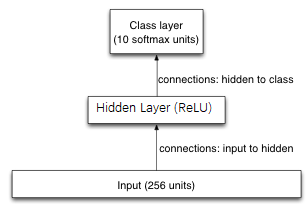 Class layer
(10 softmax units)
connections: hidden to class
Hidden Layer (ReLU)
connections: input to hidden
Input (256 units)